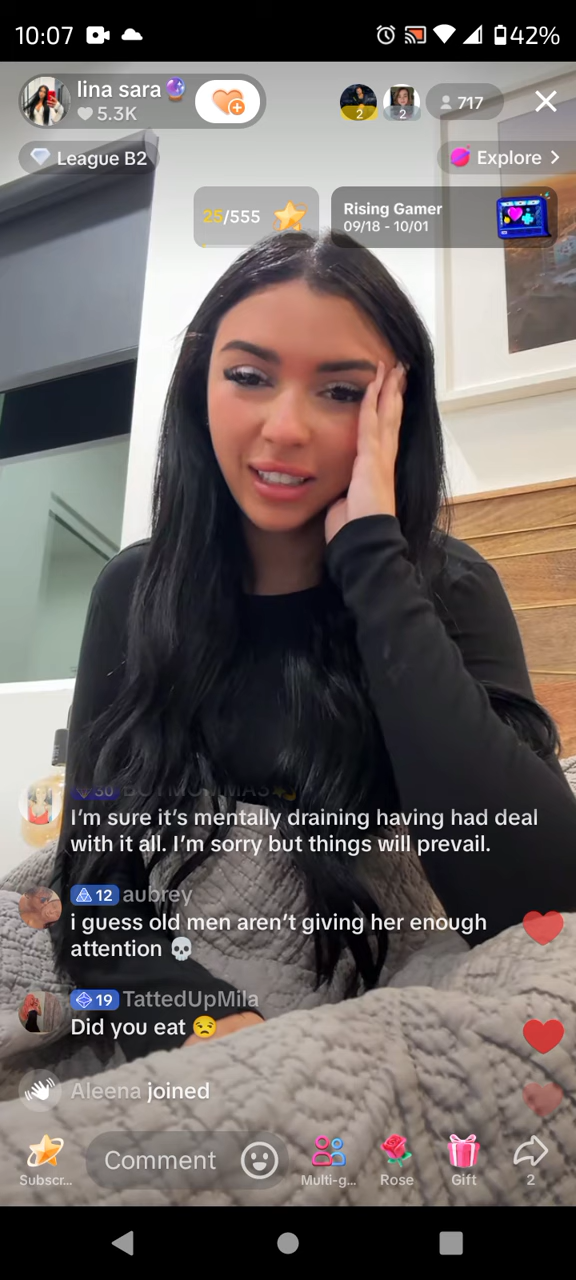 10:07
42%
lina sara🔮
5.3K
2
2
717
League B2
Explore >
25/555
Rising Gamer
09/18 - 10/01
30
I'm sure it's mentally draining having had deal
with it all. I'm sorry but things will prevail.
12 aubrey
i guess old men aren't giving her enough
attention 💀
19 TattedUpMila
Did you eat 😒
Aleena joined
Subscr...
Comment
Multi-g...
Rose
Gift
2